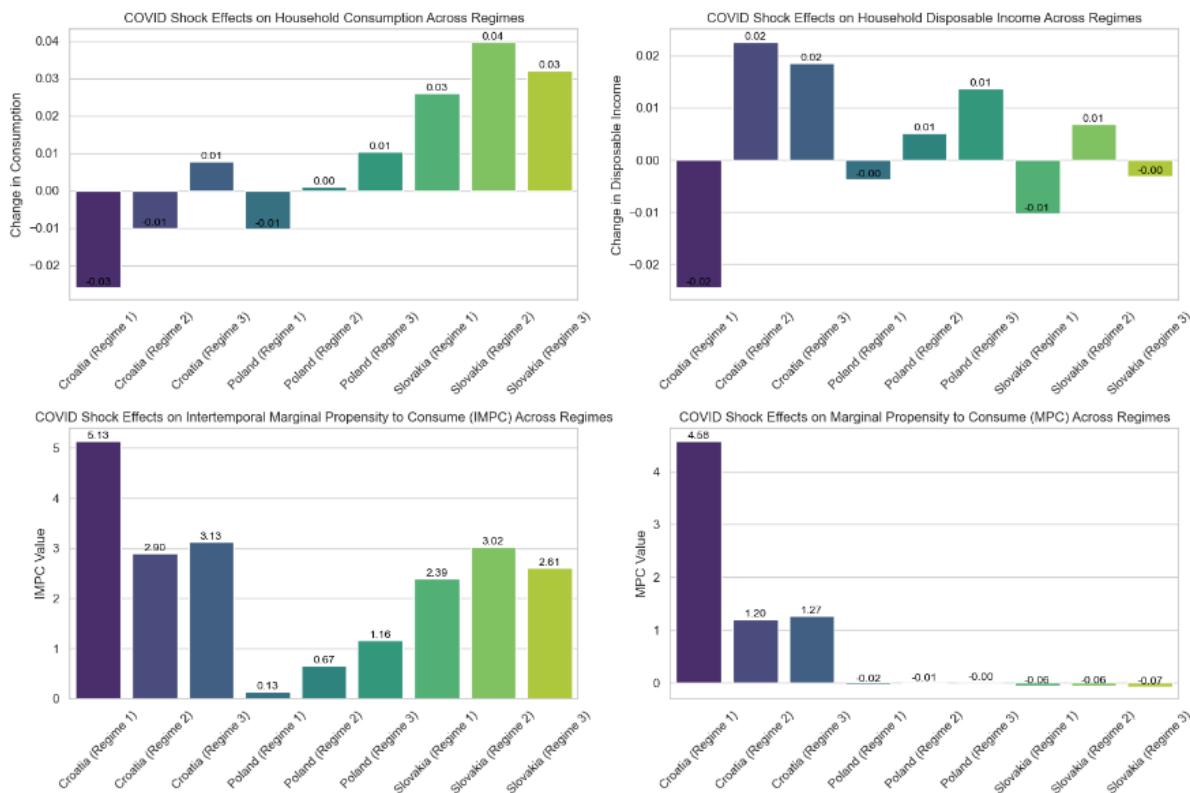 COVID Shock Effects on Household Consumption Across Regimes
Change in Consumption
0.04
0.03
0.02
0.01
0.00
-0.01
-0.02
-0.03
-0.01
0.01
-0.01
0.00
0.01
0.03
0.04
0.03
Croatia (Regime 1)
Croatia (Regime 2)
Croatia (Regime 3)
Poland (Regime 1)
Poland (Regime 2)
Poland (Regime 3)
Slovakia (Regime 1)
Slovakia (Regime 2)
Slovakia (Regime 3)
COVID Shock Effects on Household Disposable Income Across Regimes
Change in Disposable Income
0.02
0.01
0.00
-0.01
-0.02
-0.02
0.02
0.02
-0.00
0.01
0.01
-0.01
0.01
-0.00
Croatia (Regime 1)
Croatia (Regime 2)
Croatia (Regime 3)
Poland (Regime 1)
Poland (Regime 2)
Poland (Regime 3)
Slovakia (Regime 1)
Slovakia (Regime 2)
Slovakia (Regime 3)
COVID Shock Effects on Intertemporal Marginal Propensity to Consume (IMPC) Across Regimes
IMPC Value
5
4
3
2
1
0
5.13
2.90
3.13
0.13
0.67
1.16
2.39
3.02
2.61
Croatia (Regime 1)
Croatia (Regime 2)
Croatia (Regime 3)
Poland (Regime 1)
Poland (Regime 2)
Poland (Regime 3)
Slovakia (Regime 1)
Slovakia (Regime 2)
Slovakia (Regime 3)
COVID Shock Effects on Marginal Propensity to Consume (MPC) Across Regimes
MPC Value
4
3
2
1
0
4.58
1.20
1.27
-0.02
-0.01
-0.00
-0.06
-0.06
-0.07
Croatia (Regime 1)
Croatia (Regime 2)
Croatia (Regime 3)
Poland (Regime 1)
Poland (Regime 2)
Poland (Regime 3)
Slovakia (Regime 1)
Slovakia (Regime 2)
Slovakia (Regime 3)